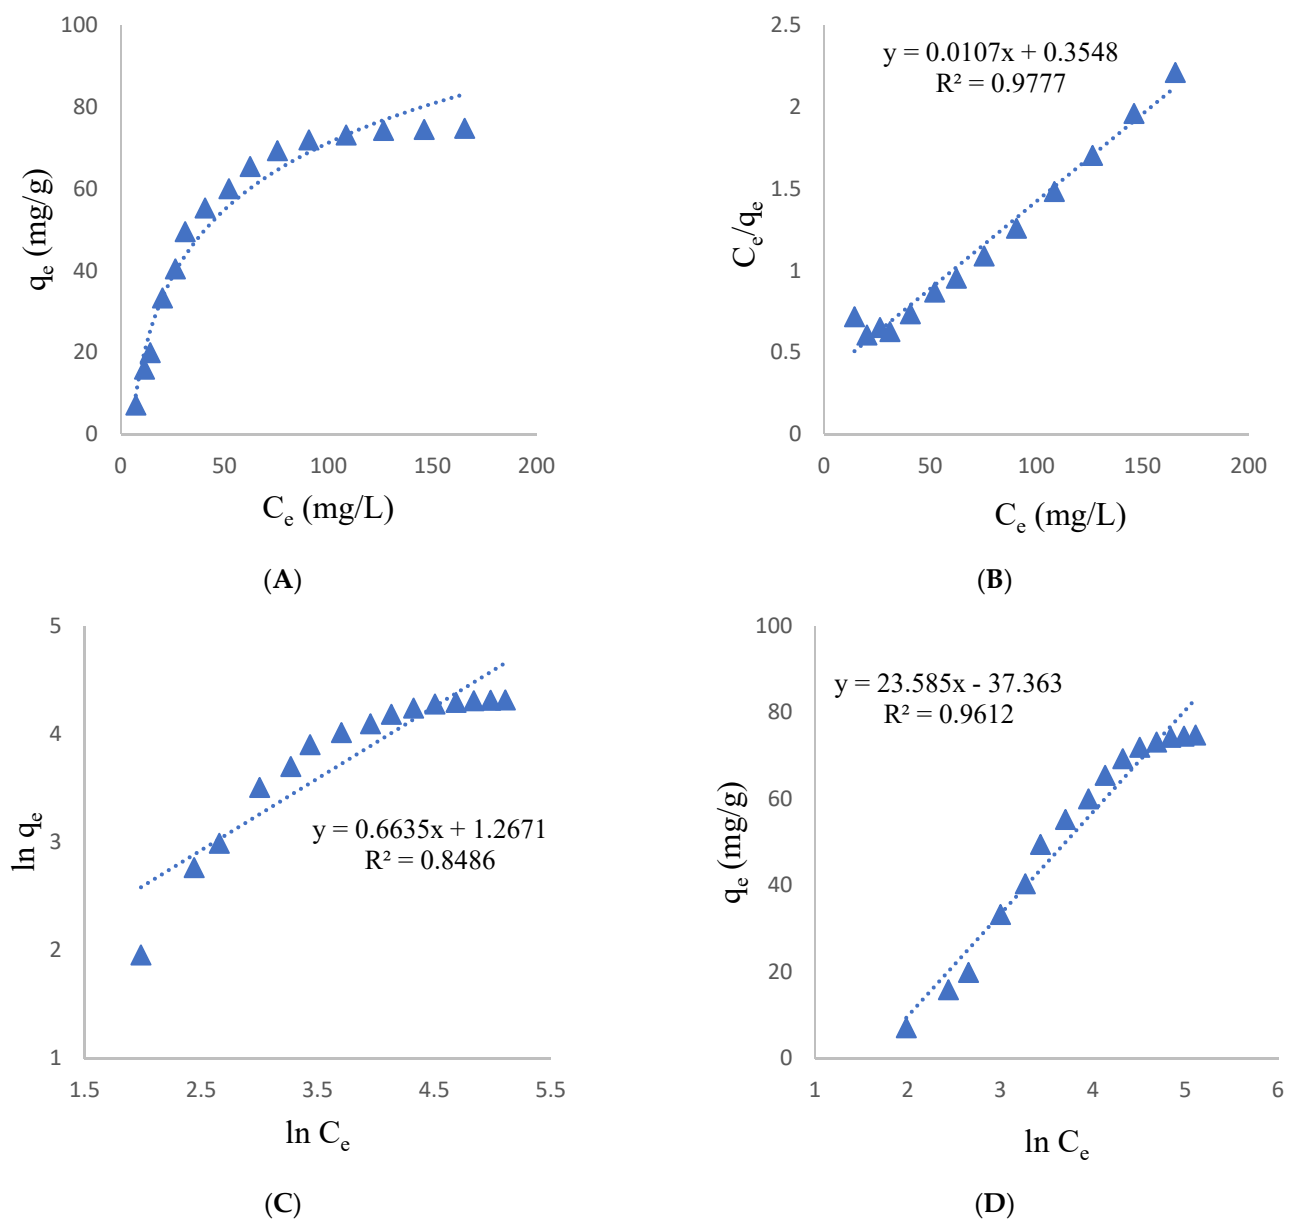 100
80
60
40
20
0
0 50 100 150 200
qe (mg/g)
Ce (mg/L)
(A)
2.5
2
1.5
1
0.5
0
0 50 100 150 200
y = 0.0107x + 0.3548
R² = 0.9777
Ce/qe
Ce (mg/L)
(B)
5
4
3
2
1
1.5 2.5 3.5 4.5 5.5
y = 0.6635x + 1.2671
R² = 0.8486
ln qe
ln Ce
(C)
100
80
60
40
20
0
1 2 3 4 5 6
y = 23.585x - 37.363
R² = 0.9612
qe (mg/g)
ln Ce
(D)